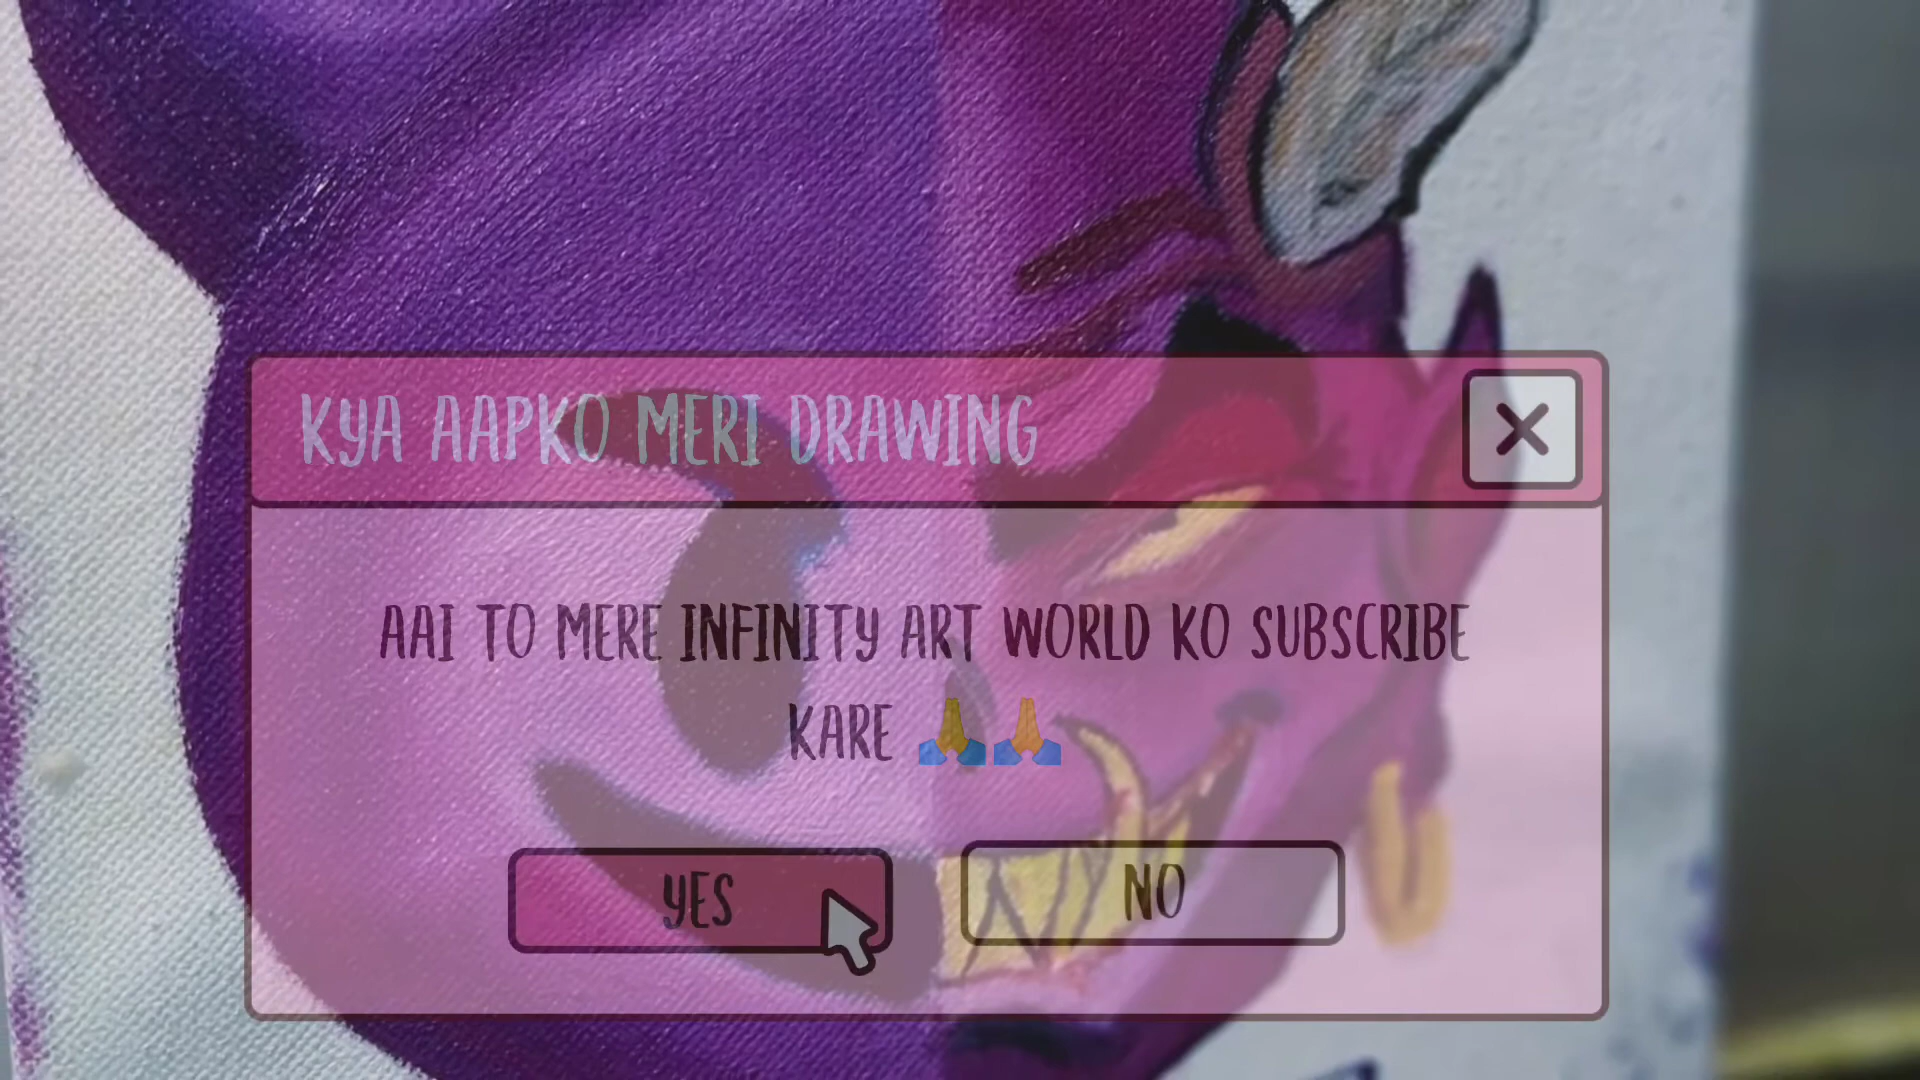 KYA AAPKO MERI DRAWING
AAI TO MERE INFINITY ART WORLD KO SUBSCRIBE
KARE 🙏🙏
YES
NO